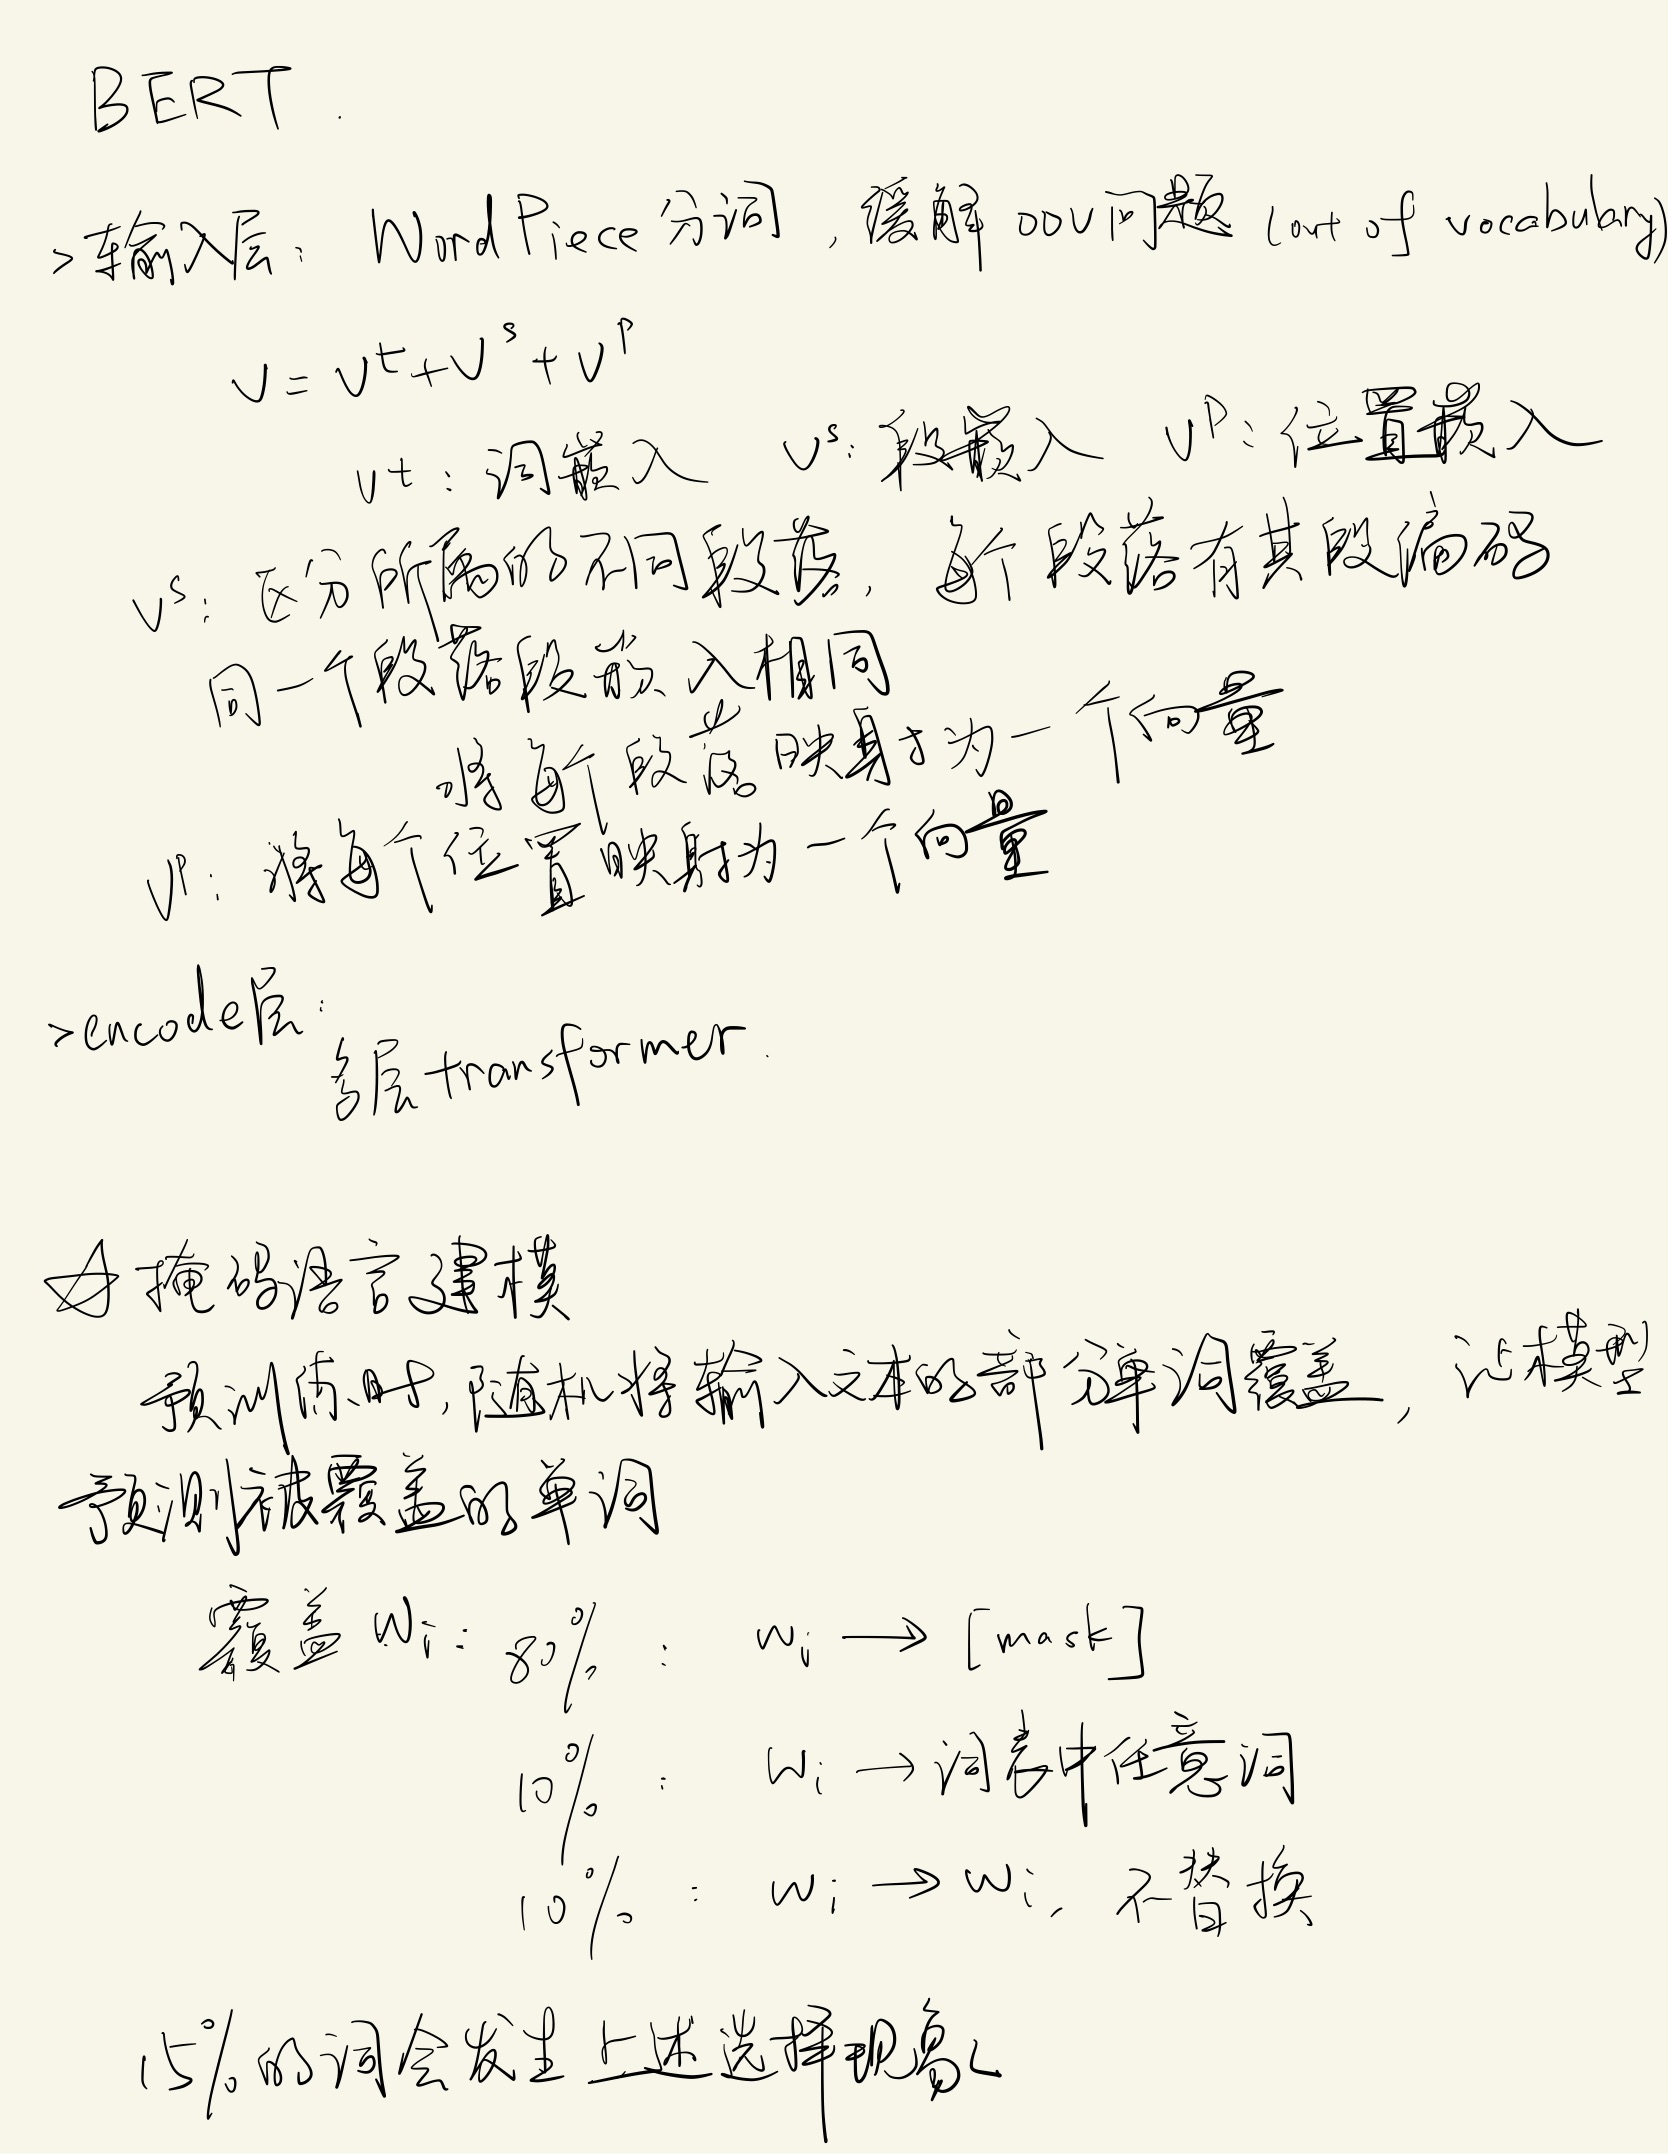 BERT.
>输入层: WordPiece分词,缓解OOV问题 (out of vocabulary)
v = v^t + v^s + v^p
v^t: 词嵌入 v^s: 段嵌入 v^p: 位置嵌入
v^s: 区分所属的不同段落, 每个段落有其段编码
同一个段落段嵌入相同
将每个段落映射为一个向量
v^p: 将每个位置映射为一个向量
>encode层:
多层transformer.
☆掩码语言建模
预训练时,随机将输入文本的部分单词覆盖, 让模型
预测被覆盖的单词
覆盖 wi: 80% : wi → [mask]
10% : wi → 词表中任意词
10% : wi → wi, 不替换
15%的词会发生上述选择现象